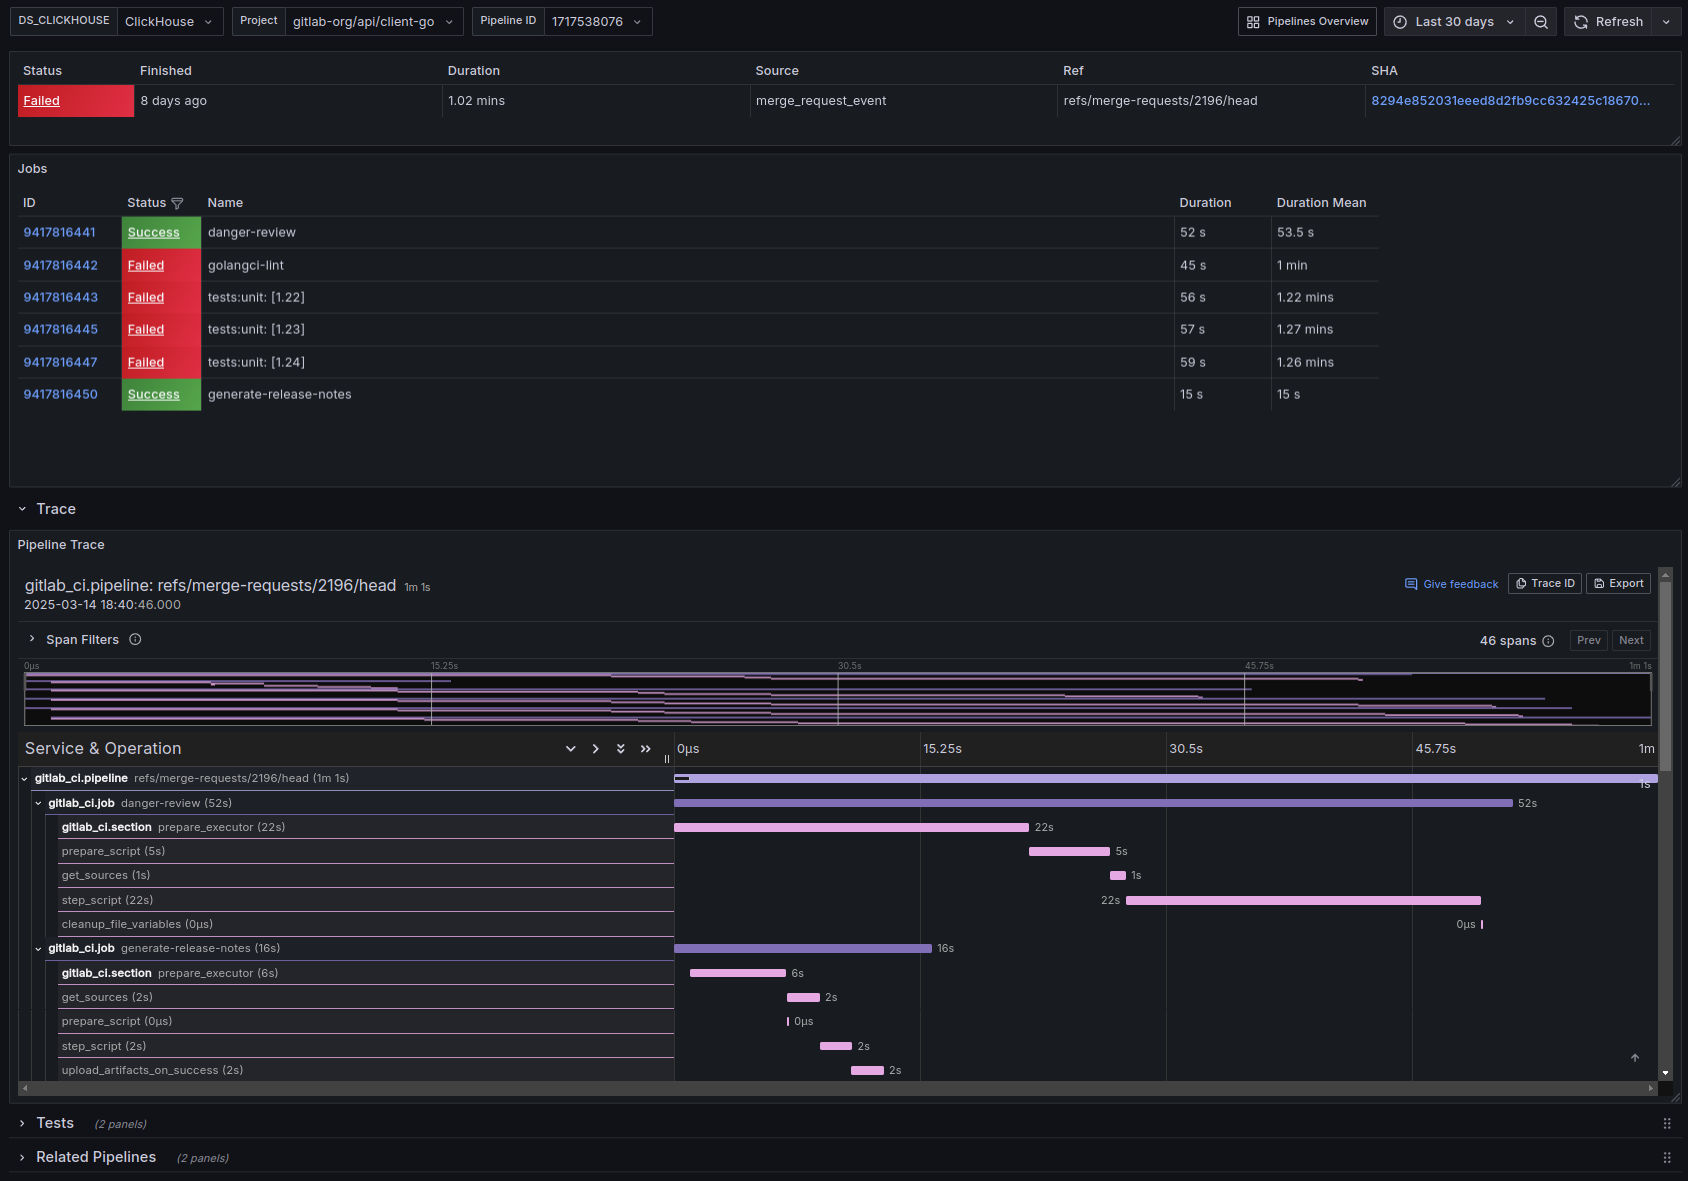 DS_CLICKHOUSE ClickHouse Project gitlab-org/api/client-go Pipeline ID 1717538076 Pipelines Overview Last 30 days Refresh
Status Finished Duration Source Ref SHA
Failed 8 days ago 1.02 mins merge_request_event refs/merge-requests/2196/head 8294e852031eeed8d2fb9cc632425c18670...
Jobs
ID Status Name Duration Duration Mean
9417816441 Success danger-review 52 s 53.5 s
9417816442 Failed golangci-lint 45 s 1 min
9417816443 Failed tests:unit: [1.22] 56 s 1.22 mins
9417816445 Failed tests:unit: [1.23] 57 s 1.27 mins
9417816447 Failed tests:unit: [1.24] 59 s 1.26 mins
9417816450 Success generate-release-notes 15 s 15 s
Trace
Pipeline Trace
gitlab_ci.pipeline: refs/merge-requests/2196/head 1m 1s Give feedback Trace ID Export
2025-03-14 18:40:46.000
Span Filters 46 spans Prev Next
0µs 15.25s 30.5s 45.75s 1m 1s
Service & Operation 0µs 15.25s 30.5s 45.75s 1m
gitlab_ci.pipeline refs/merge-requests/2196/head (1m 1s) 1s
gitlab_ci.job danger-review (52s) 52s
gitlab_ci.section prepare_executor (22s) 22s
prepare_script (5s) 5s
get_sources (1s) 1s
step_script (22s) 22s
cleanup_file_variables (0µs) 0µs
gitlab_ci.job generate-release-notes (16s) 16s
gitlab_ci.section prepare_executor (6s) 6s
get_sources (2s) 2s
prepare_script (0µs) 0µs
step_script (2s) 2s
upload_artifacts_on_success (2s) 2s
Tests (2 panels)
Related Pipelines (2 panels)